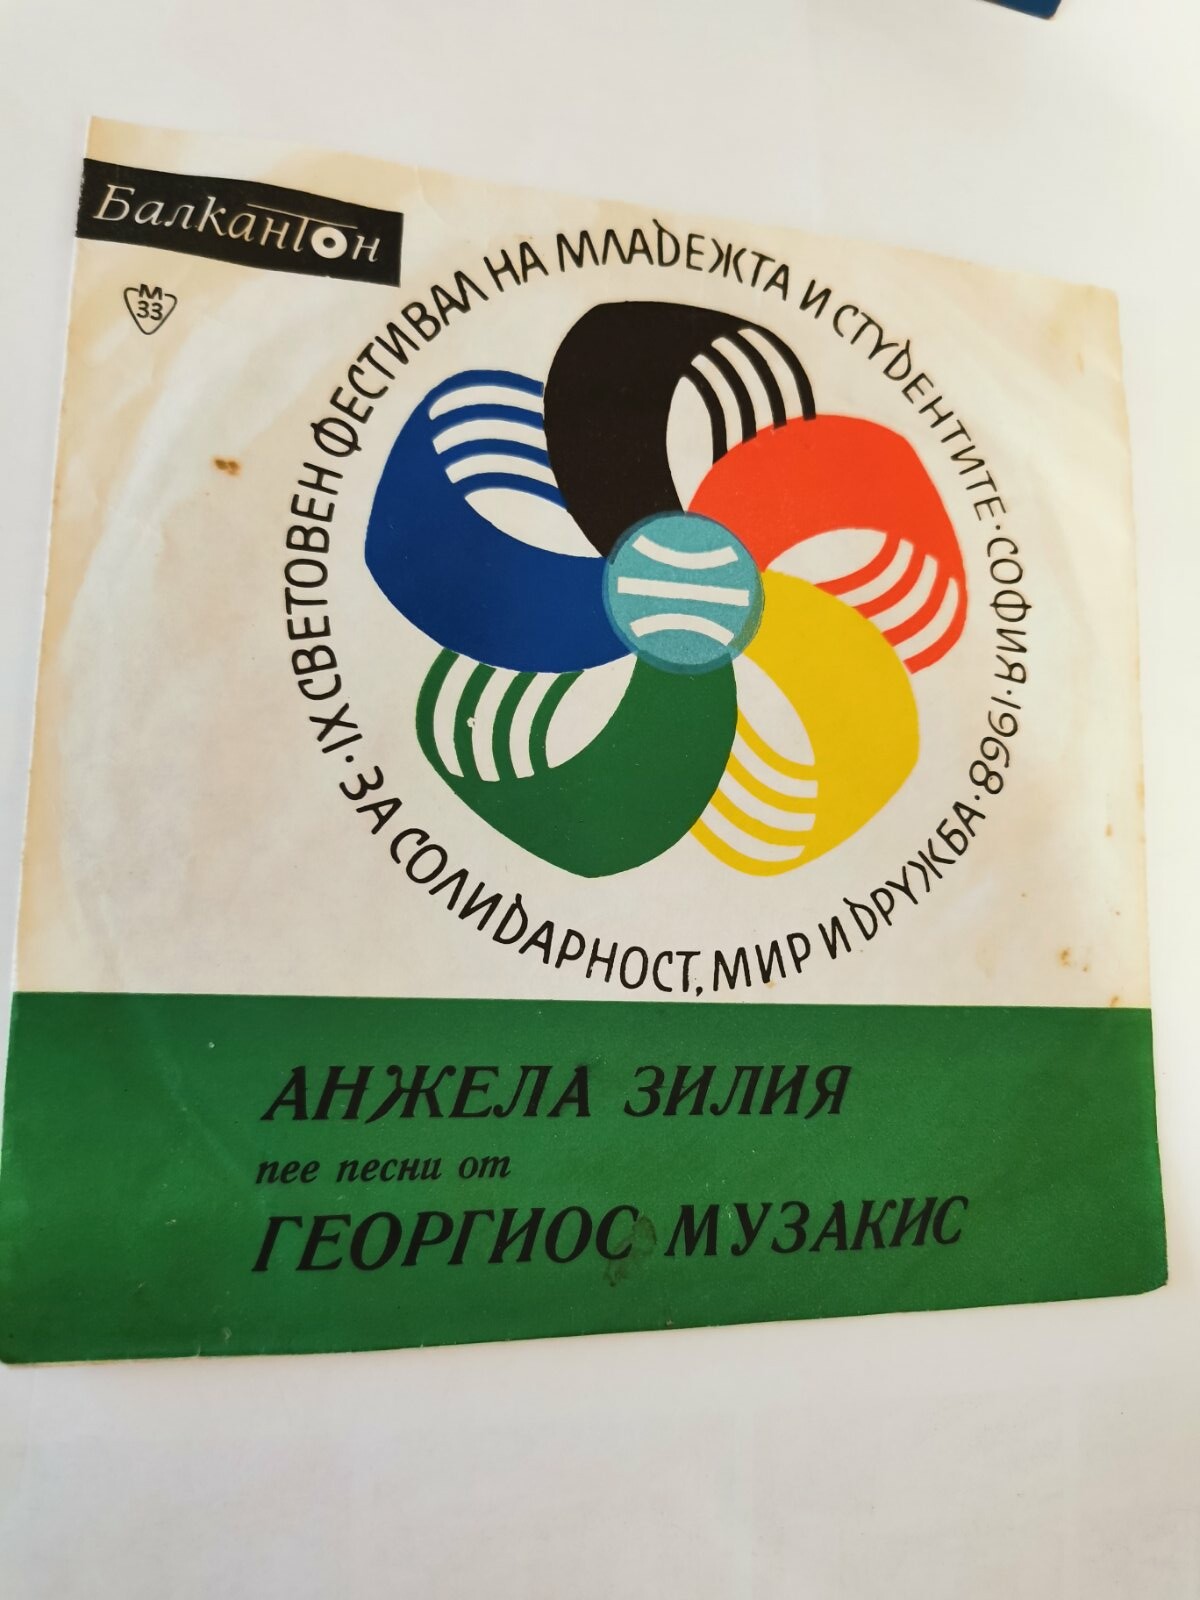 Балкантон
М
33
IX СВЕТОВЕН ФЕСТИВАЛ НА МЛАДЕЖТА И СТУДЕНТИТЕ · СОФИЯ · 1968 ·
ЗА СОЛИДАРНОСТ, МИР И ДРУЖБА ·
АНЖЕЛА ЗИЛИЯ
пее песни от
ГЕОРГИОС МУЗАКИС